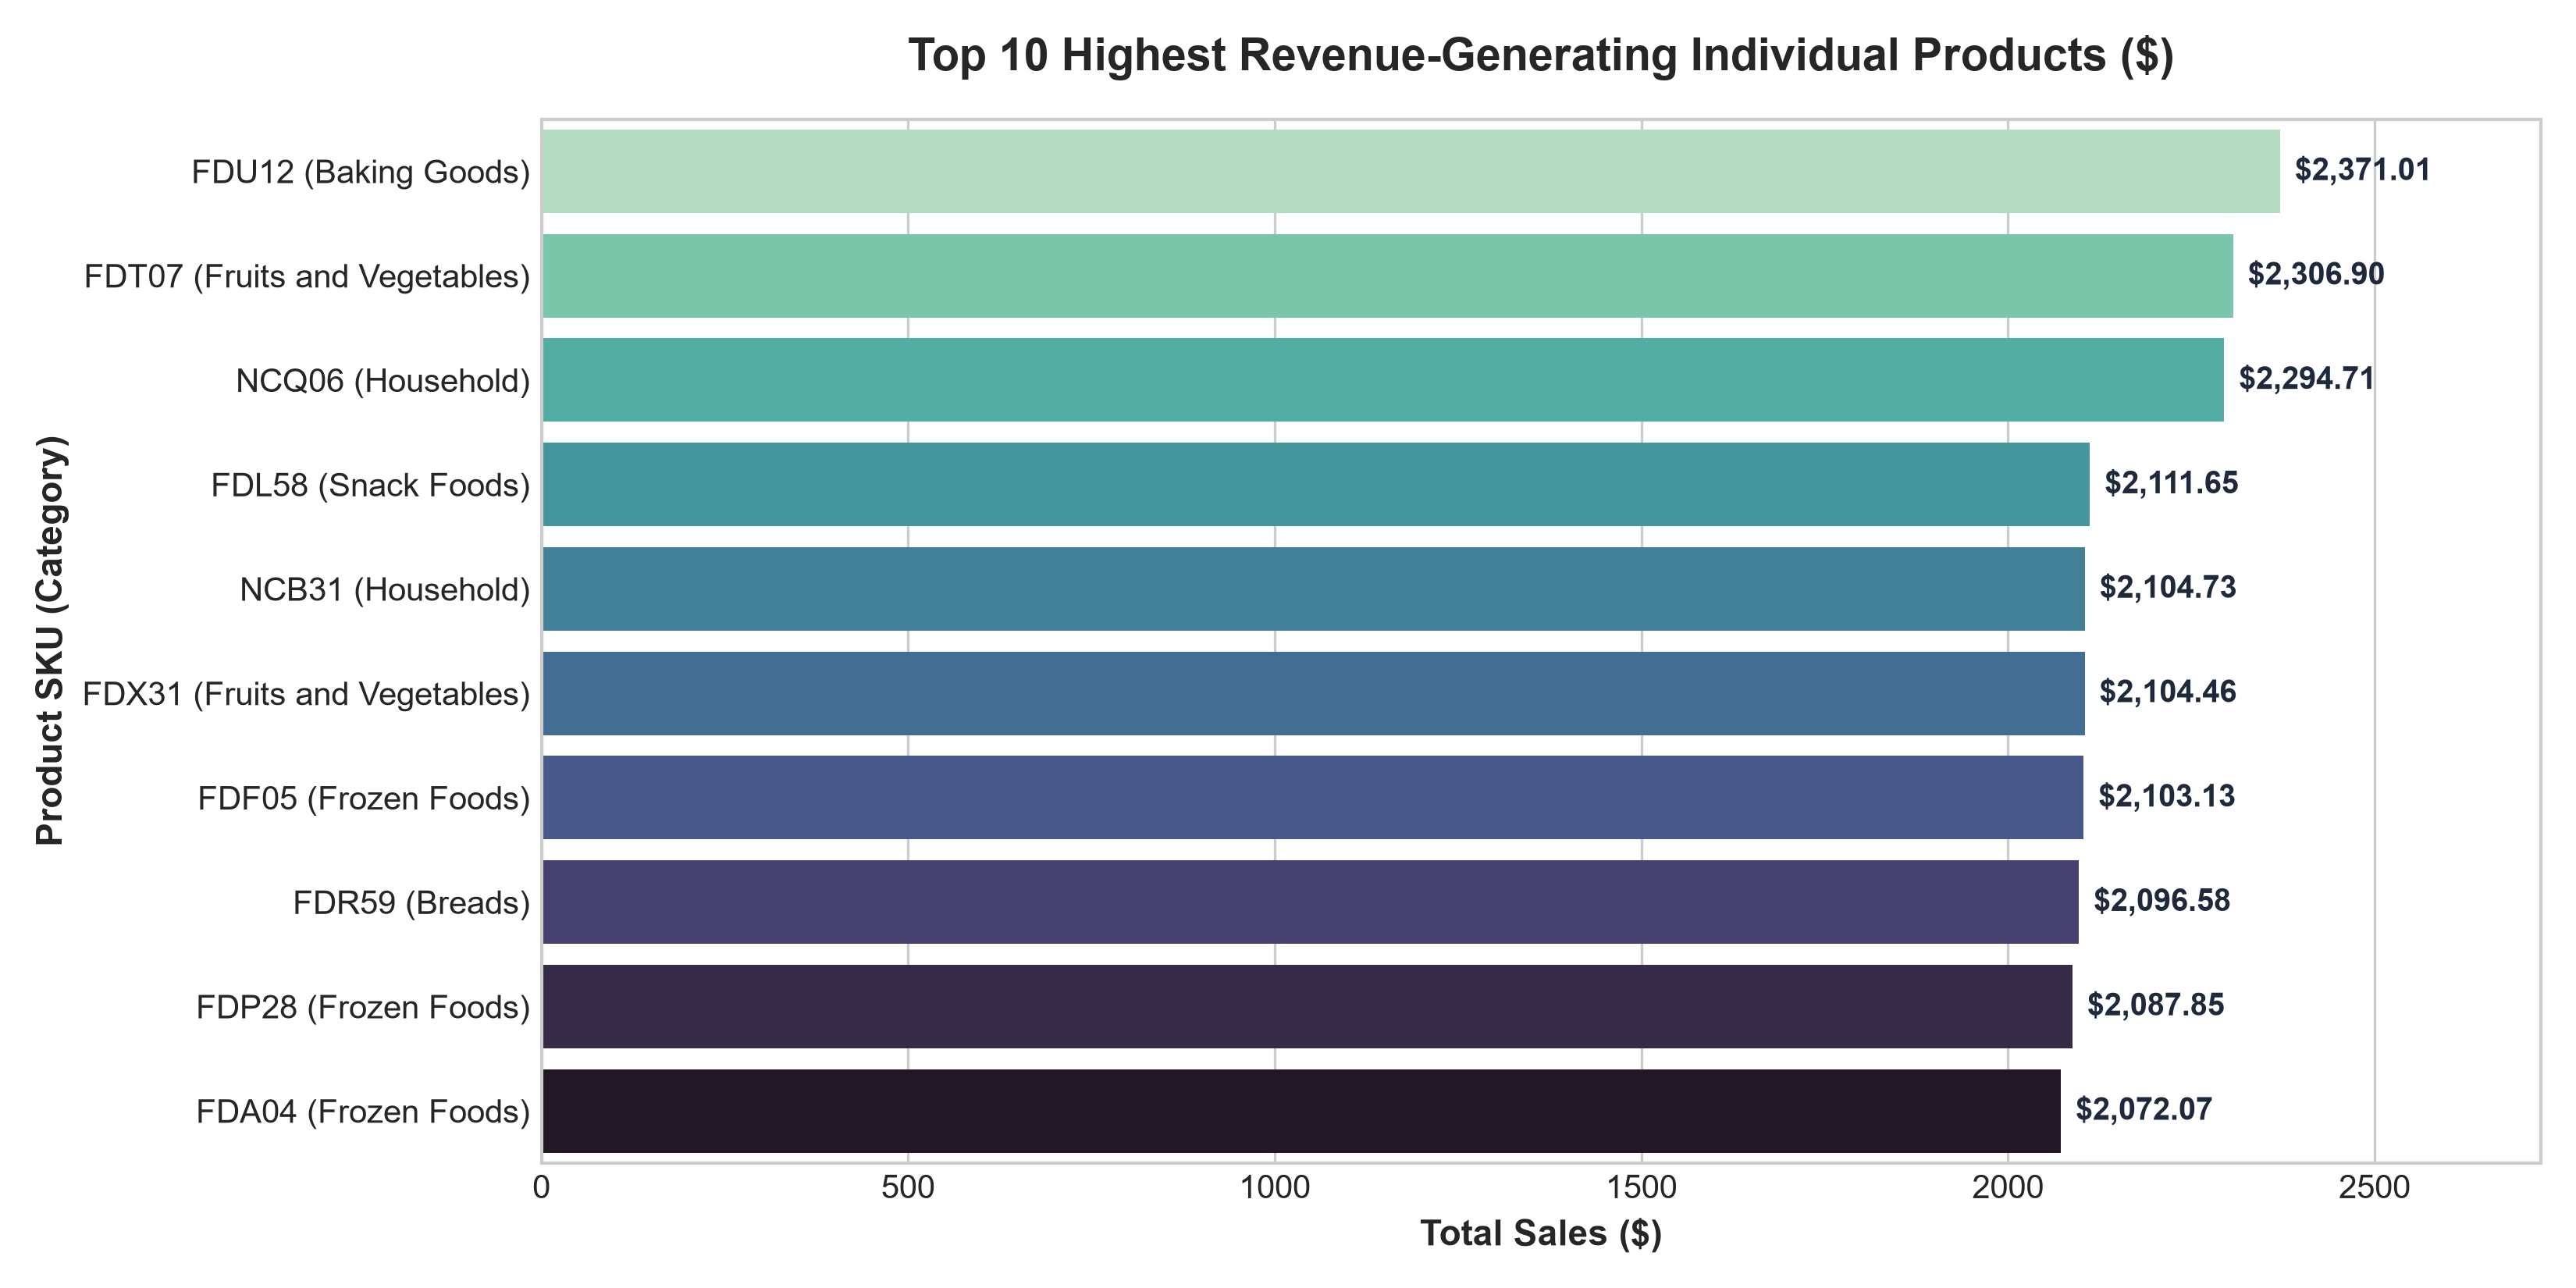 Top 10 Highest Revenue-Generating Individual Products ($)
Product SKU (Category)
FDU12 (Baking Goods) $2,371.01
FDT07 (Fruits and Vegetables) $2,306.90
NCQ06 (Household) $2,294.71
FDL58 (Snack Foods) $2,111.65
NCB31 (Household) $2,104.73
FDX31 (Fruits and Vegetables) $2,104.46
FDF05 (Frozen Foods) $2,103.13
FDR59 (Breads) $2,096.58
FDP28 (Frozen Foods) $2,087.85
FDA04 (Frozen Foods) $2,072.07
0 500 1000 1500 2000 2500
Total Sales ($)